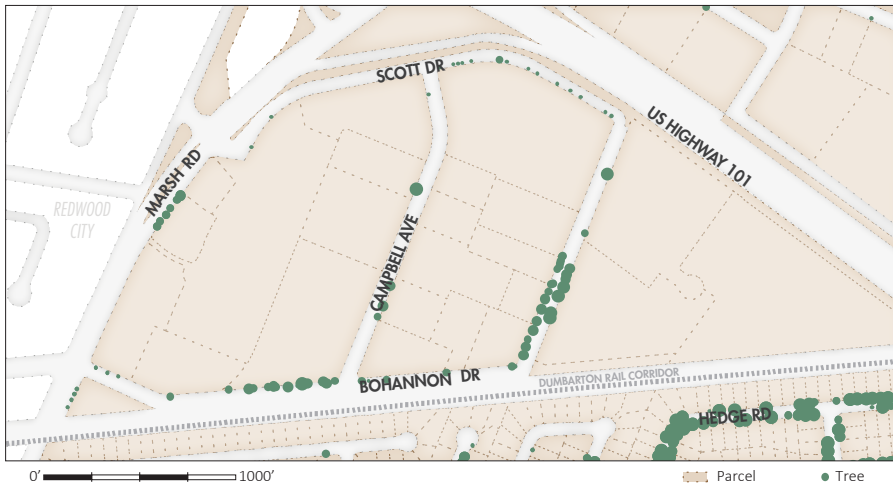 SCOTT DR
US HIGHWAY 101
MARSH RD
REDWOOD
CITY
CAMPBELL AVE
BOHANNON DR
DUMBARTON RAIL CORRIDOR
HEDGE RD
0' 1000' Parcel Tree